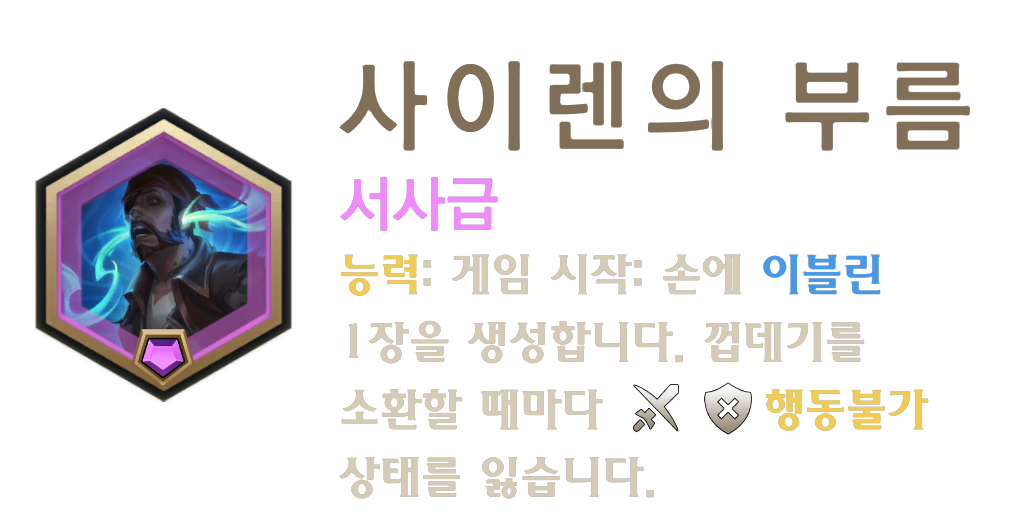 사이렌의 부름
서사급
능력: 게임 시작: 손에 이블린
1장을 생성합니다. 껍데기를
소환할 때마다 행동불가
상태를 잃습니다.